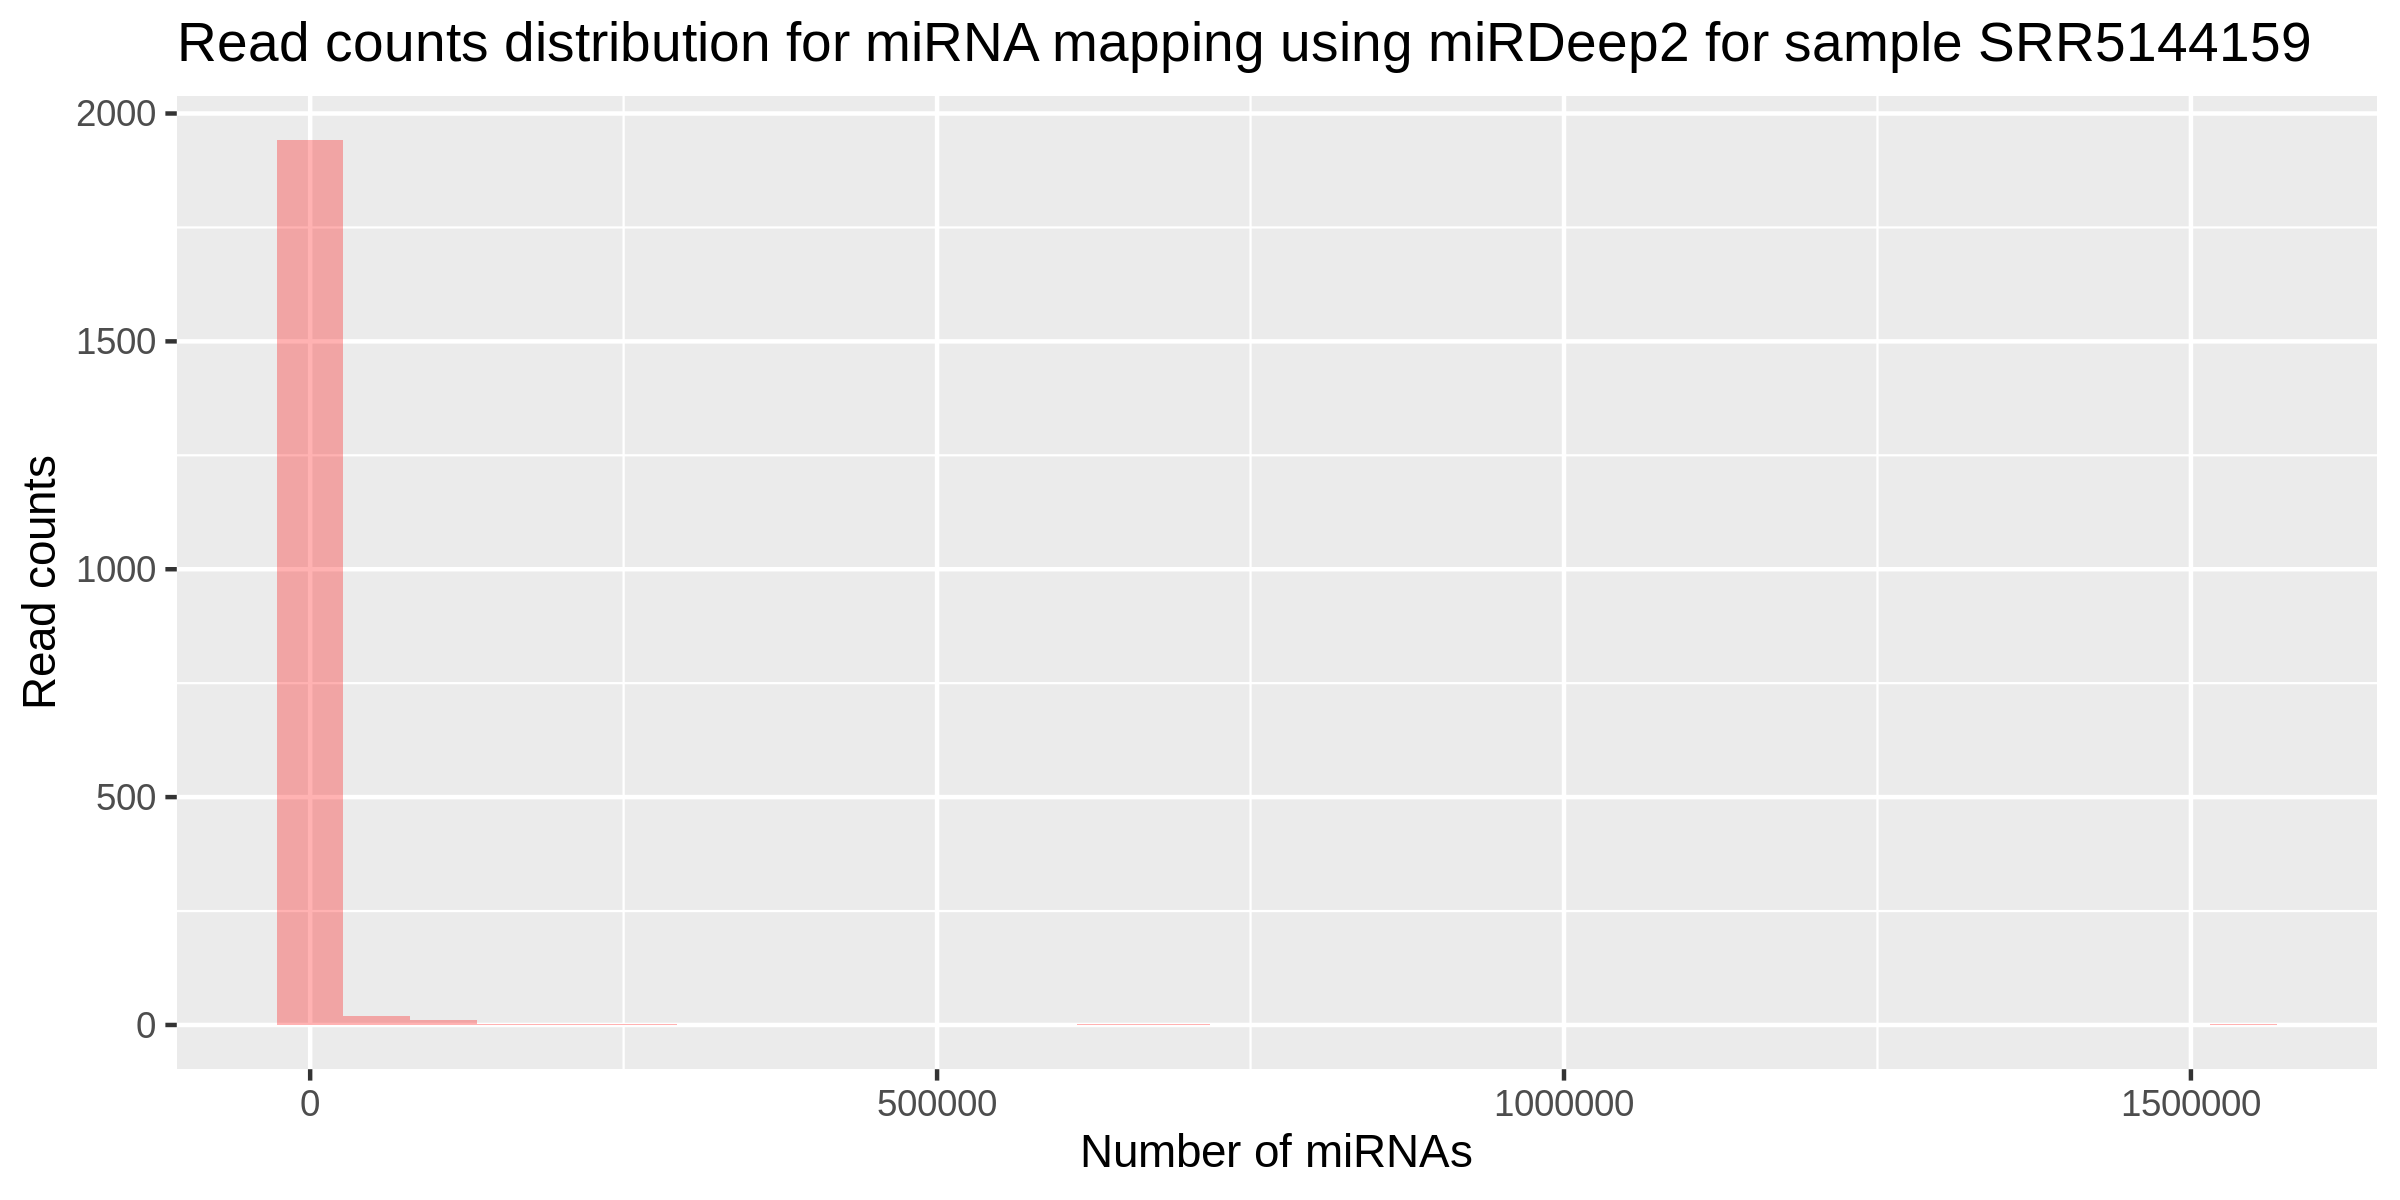 Read counts distribution for miRNA mapping using miRDeep2 for sample SRR5144159
Read counts
2000
1500
1000
500
0
0 500000 1000000 1500000
Number of miRNAs